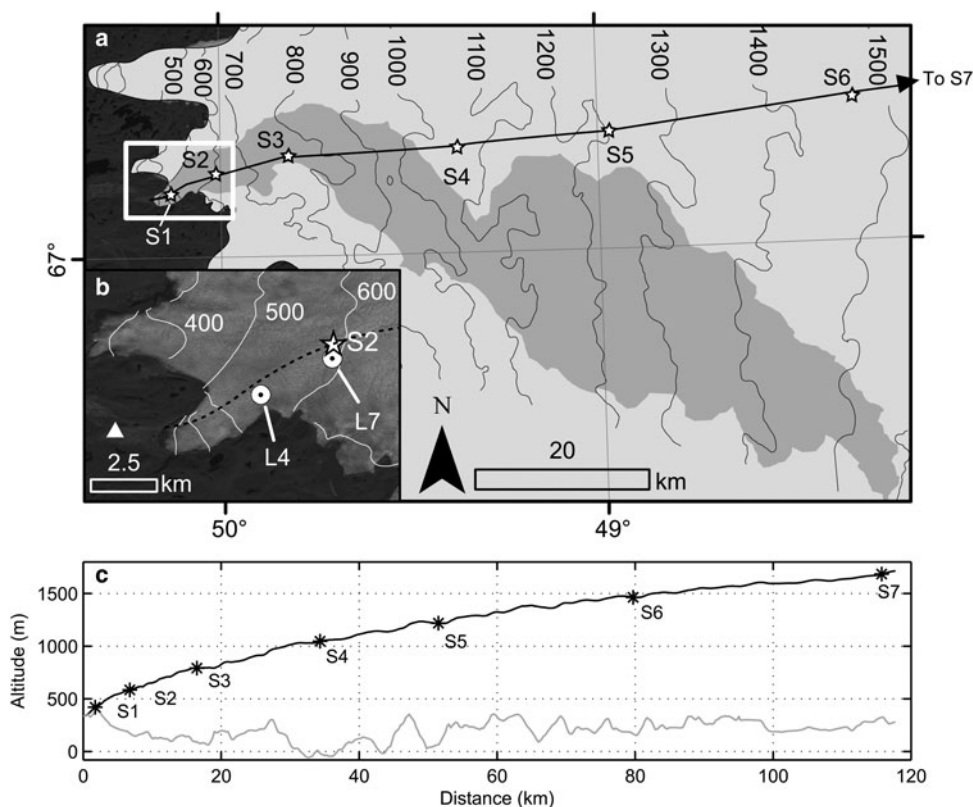 a
500
600
700
800
900
1000
1100
1200
1300
1400
1500
To S7
S6
S5
S4
S3
S2
S1
67°
b
400
500
600
S2
L7
L4
2.5
km
N
20
km
50°
49°
c
1500
1000
500
0
Altitude (m)
S1
S2
S3
S4
S5
S6
S7
0
20
40
60
80
100
120
Distance (km)